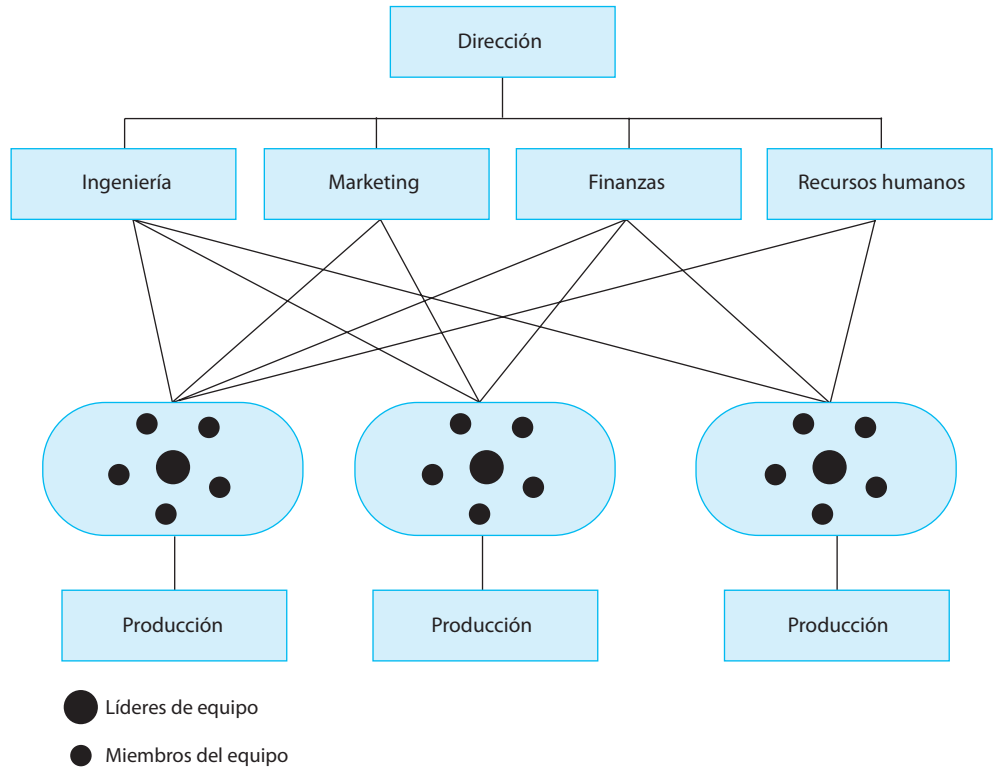 Dirección
Ingeniería
Marketing
Finanzas
Recursos humanos
Producción
Producción
Producción
Líderes de equipo
Miembros del equipo